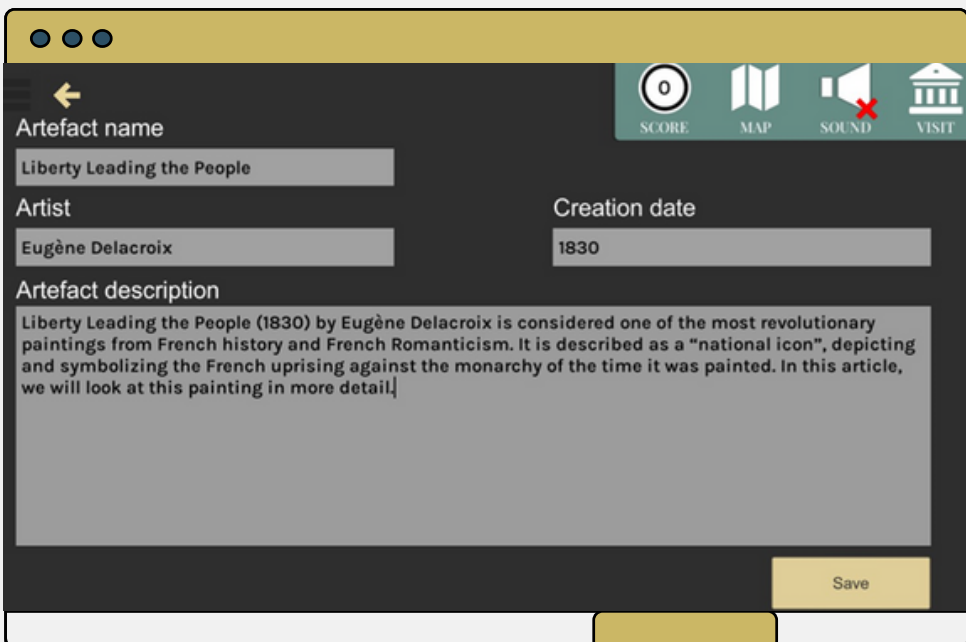 0
SCORE
MAP
SOUND
VISIT
Artefact name
Liberty Leading the People
Artist
Creation date
Eugène Delacroix
1830
Artefact description
Liberty Leading the People (1830) by Eugène Delacroix is considered one of the most revolutionary
paintings from French history and French Romanticism. It is described as a “national icon”, depicting
and symbolizing the French uprising against the monarchy of the time it was painted. In this article,
we will look at this painting in more detail.
Save